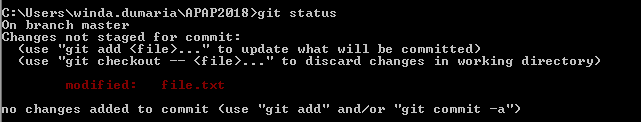 C:\Users\winda.dumaria\APAP2018>git status
On branch master
Changes not staged for commit:
  (use "git add <file>..." to update what will be committed)
  (use "git checkout -- <file>..." to discard changes in working directory)
        modified:   file.txt
no changes added to commit (use "git add" and/or "git commit -a")